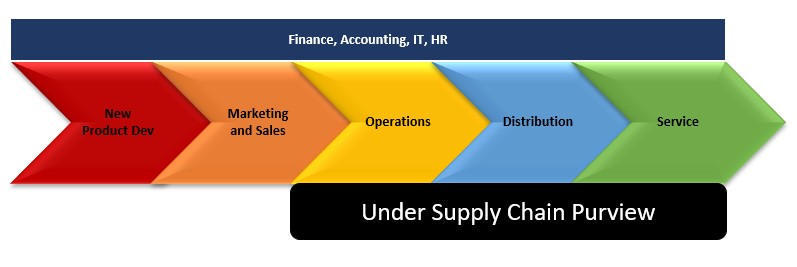 Finance, Accounting, IT, HR
New
Product Dev
Marketing
and Sales
Operations
Distribution
Service
Under Supply Chain Purview